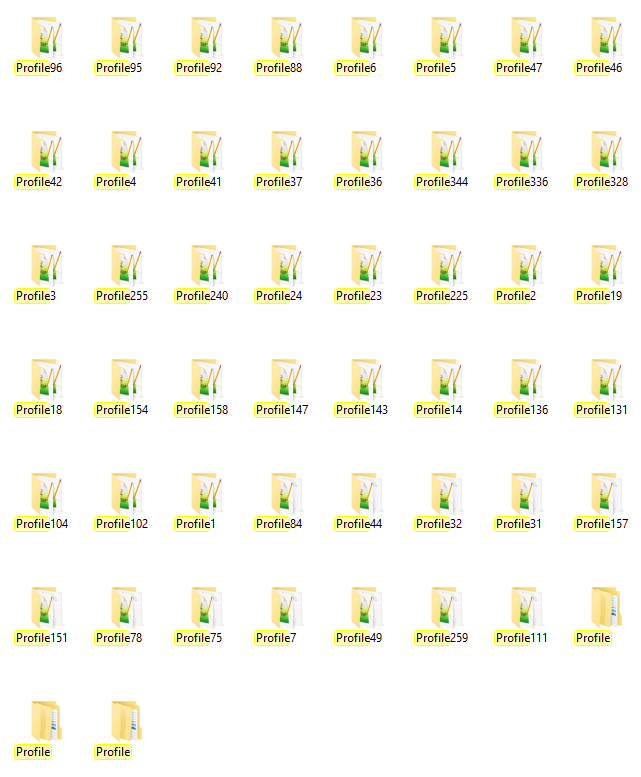 Profile96 Profile95 Profile92 Profile88 Profile6 Profile5 Profile47 Profile46
Profile42 Profile4 Profile41 Profile37 Profile36 Profile344 Profile336 Profile328
Profile3 Profile255 Profile240 Profile24 Profile23 Profile225 Profile2 Profile19
Profile18 Profile154 Profile158 Profile147 Profile143 Profile14 Profile136 Profile131
Profile104 Profile102 Profile1 Profile84 Profile44 Profile32 Profile31 Profile157
Profile151 Profile78 Profile75 Profile7 Profile49 Profile259 Profile111 Profile
Profile Profile